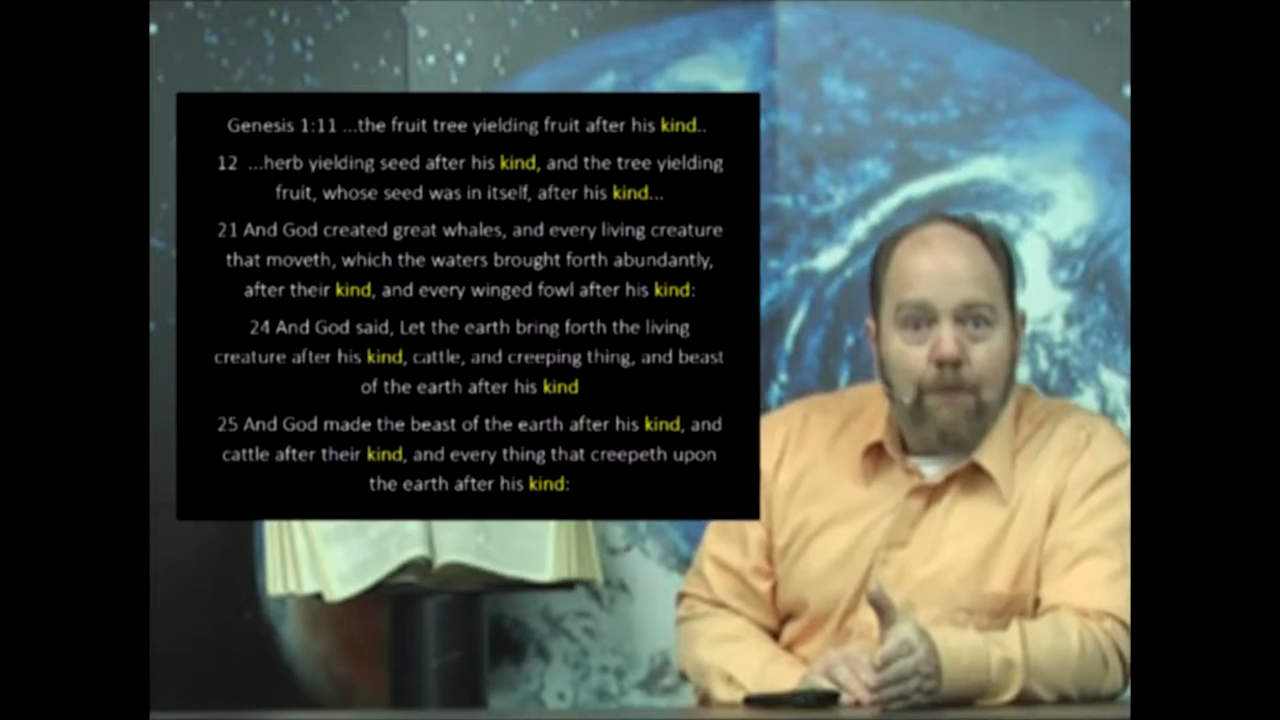 Genesis 1:11 ...the fruit tree yielding fruit after his kind..
12 ...herb yielding seed after his kind, and the tree yielding
fruit, whose seed was in itself, after his kind...
21 And God created great whales, and every living creature
that moveth, which the waters brought forth abundantly,
after their kind, and every winged fowl after his kind:
24 And God said, Let the earth bring forth the living
creature after his kind, cattle, and creeping thing, and beast
of the earth after his kind
25 And God made the beast of the earth after his kind, and
cattle after their kind, and every thing that creepeth upon
the earth after his kind: